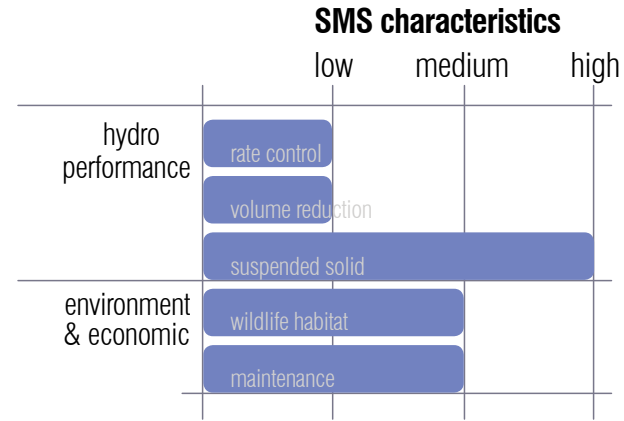 SMS characteristics
low medium high
hydro
performance
rate control
volume reduction
suspended solid
environment
& economic
wildlife habitat
maintenance